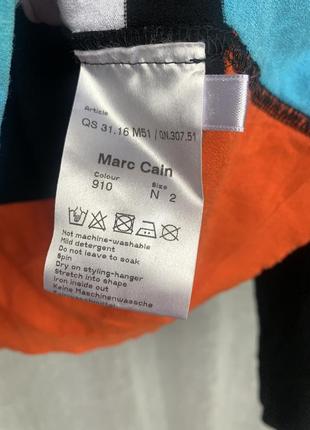 Article
QS 31.16 M51 / QN.307.51
Marc Cain
Colour Size
910 N 2
Not machine-washable
Mild detergent
Do not leave to soak
Spin
Dry on styling-hanger
Stretch into shape
Iron inside out
Keine Maschinenwäsche